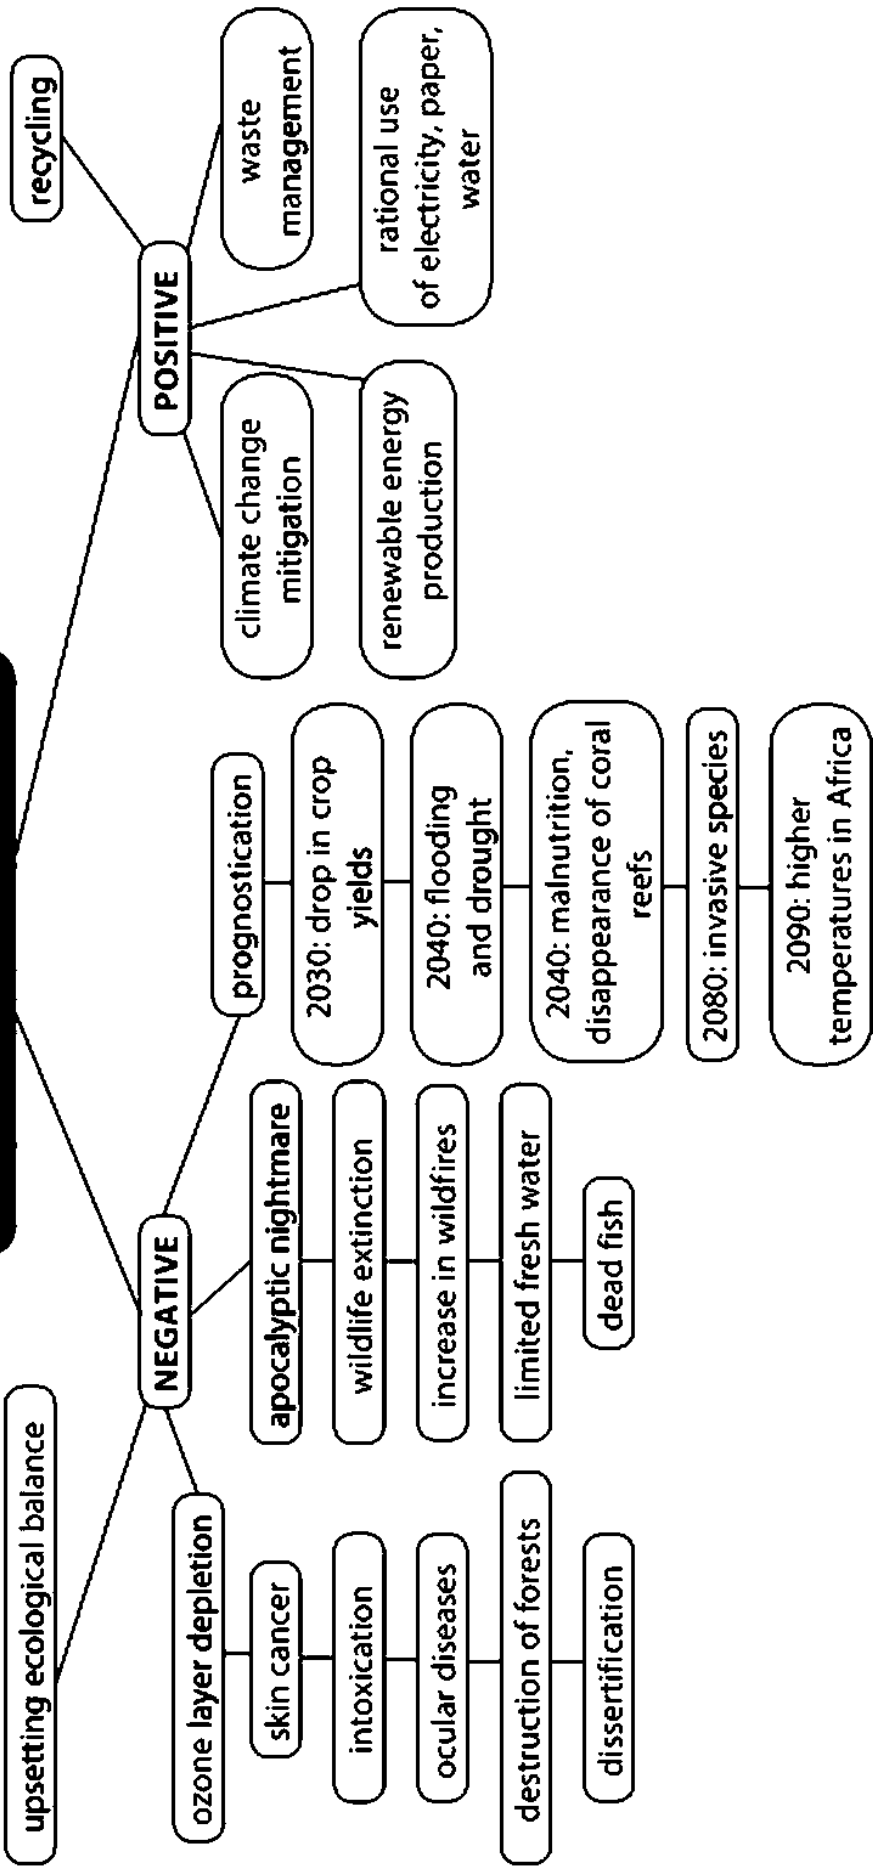 upsetting ecological balance
recycling
NEGATIVE
POSITIVE
ozone layer depletion
skin cancer
intoxication
ocular diseases
destruction of forests
dissertification
apocalyptic nightmare
wildlife extinction
increase in wildfires
limited fresh water
dead fish
prognostication
2030: drop in crop
yields
2040: flooding
and drought
2040: malnutrition,
disappearance of coral
reefs
2080: invasive species
2090: higher
temperatures in Africa
climate change
mitigation
renewable energy
production
waste
management
rational use
of electricity, paper,
water